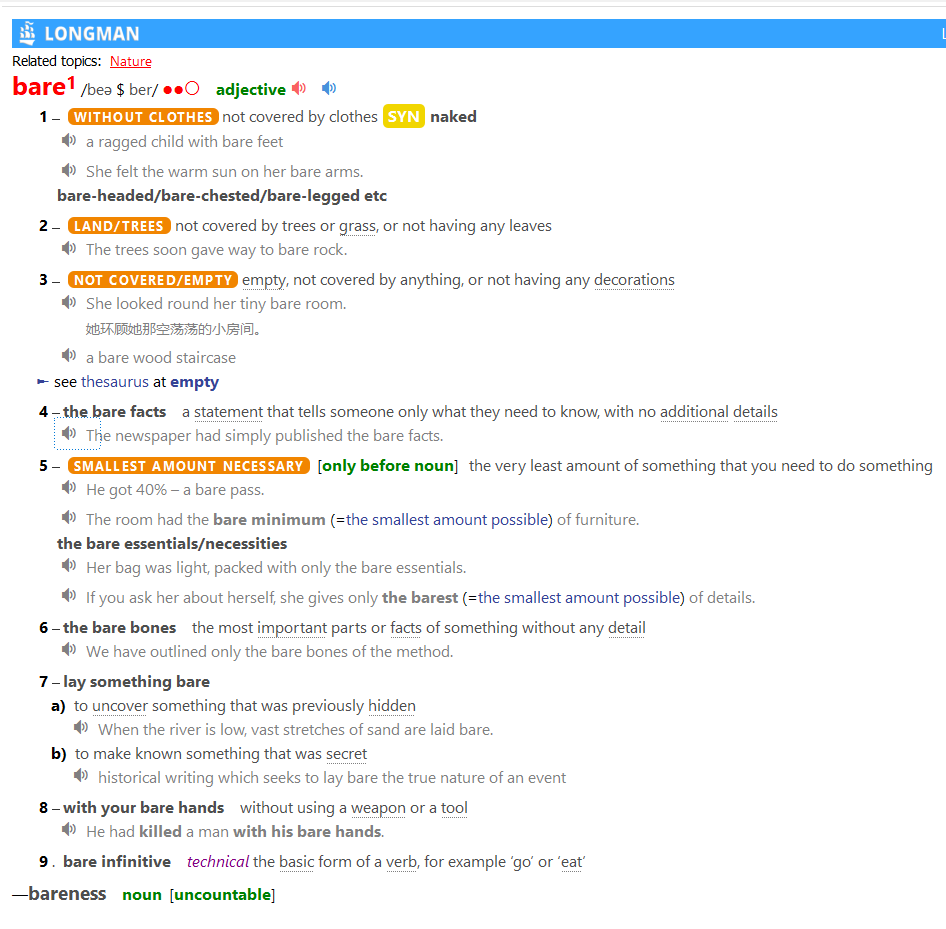 LONGMAN
Related topics: Nature
bare1 /beə $ ber/ ●●○ adjective
1 – WITHOUT CLOTHES not covered by clothes SYN naked
a ragged child with bare feet
She felt the warm sun on her bare arms.
bare-headed/bare-chested/bare-legged etc
2 – LAND/TREES not covered by trees or grass, or not having any leaves
The trees soon gave way to bare rock.
3 – NOT COVERED/EMPTY empty, not covered by anything, or not having any decorations
She looked round her tiny bare room.
她环顾她那空荡荡的小房间。
a bare wood staircase
► see thesaurus at empty
4 – the bare facts a statement that tells someone only what they need to know, with no additional details
The newspaper had simply published the bare facts.
5 – SMALLEST AMOUNT NECESSARY [only before noun] the very least amount of something that you need to do something
He got 40% – a bare pass.
The room had the bare minimum (=the smallest amount possible) of furniture.
the bare essentials/necessities
Her bag was light, packed with only the bare essentials.
If you ask her about herself, she gives only the barest (=the smallest amount possible) of details.
6 – the bare bones the most important parts or facts of something without any detail
We have outlined only the bare bones of the method.
7 – lay something bare
a) to uncover something that was previously hidden
When the river is low, vast stretches of sand are laid bare.
b) to make known something that was secret
historical writing which seeks to lay bare the true nature of an event
8 – with your bare hands without using a weapon or a tool
He had killed a man with his bare hands.
9 . bare infinitive technical the basic form of a verb, for example ‘go’ or ‘eat’
—bareness noun [uncountable]